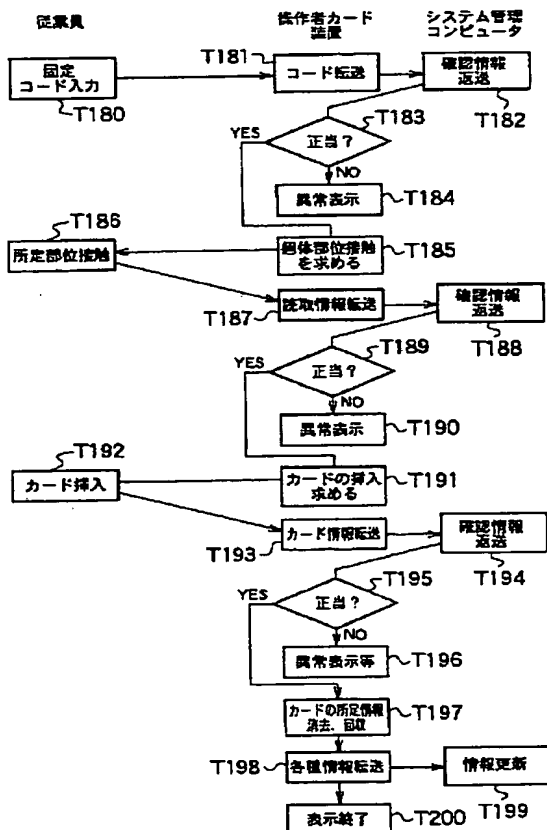 従業員
操作者カード
装置
システム管理
コンピュータ
固定
コード入力
T180
T181
コード転送
確認情報
返送
T182
T183
正当？
YES
NO
異常表示
T184
個体部位接触
を求める
T185
T186
所定部位接触
読取情報転送
T187
確認情報
返送
T188
T189
正当？
YES
NO
異常表示
T190
カードの挿入
求める
T191
T192
カード挿入
カード情報転送
T193
確認情報
返送
T194
T195
正当？
YES
NO
異常表示等
T196
カードの所定情報
消去、回収
T197
T198
各種情報転送
情報更新
T199
表示終了
T200